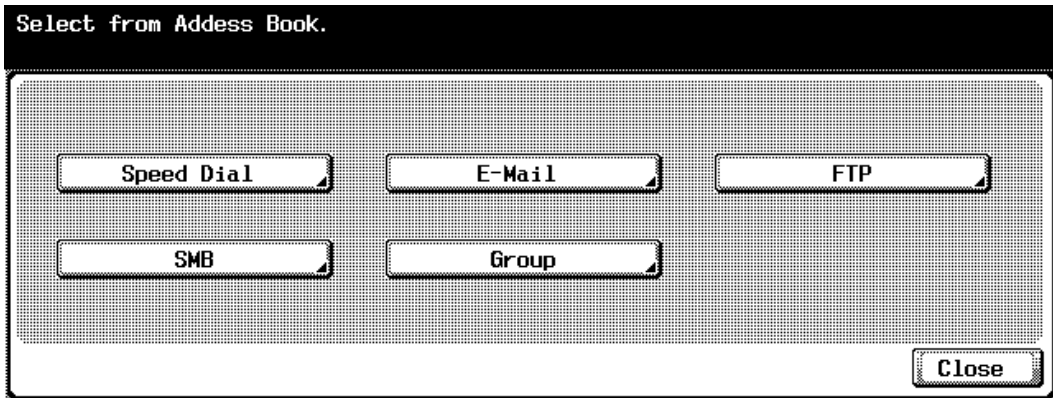 Select from Addess Book.
Speed Dial E-Mail FTP
SMB Group
Close